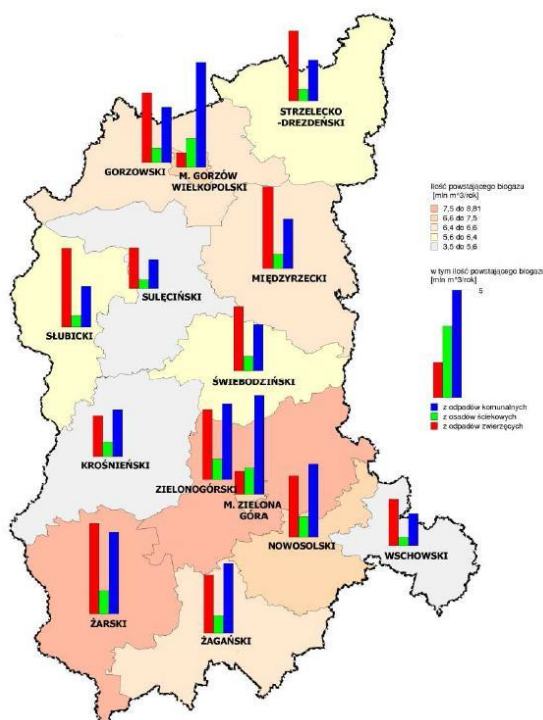 STRZELECKO
-DREZDEŃSKI
GORZOWSKI
M. GORZÓW
WIELKOPOLSKI
MIĘDZYRZECKI
SULĘCIŃSKI
SŁUBICKI
ŚWIEBODZIŃSKI
KROŚNIEŃSKI
ZIELONOGÓRSKI
M. ZIELONA
GÓRA
NOWOSOLSKI
WSCHOWSKI
ŻARSKI
ŻAGAŃSKI
Ilość powstającego biogazu
[mln m^3/rok]
7,5 do 8,81
6,6 do 7,5
6,4 do 6,6
5,6 do 6,4
3,5 do 5,6
w tym ilość powstającego biogazu
[mln m^3/rok]
5
z odpadów komunalnych
z osadów ściekowych
z odpadów zwierzęcych